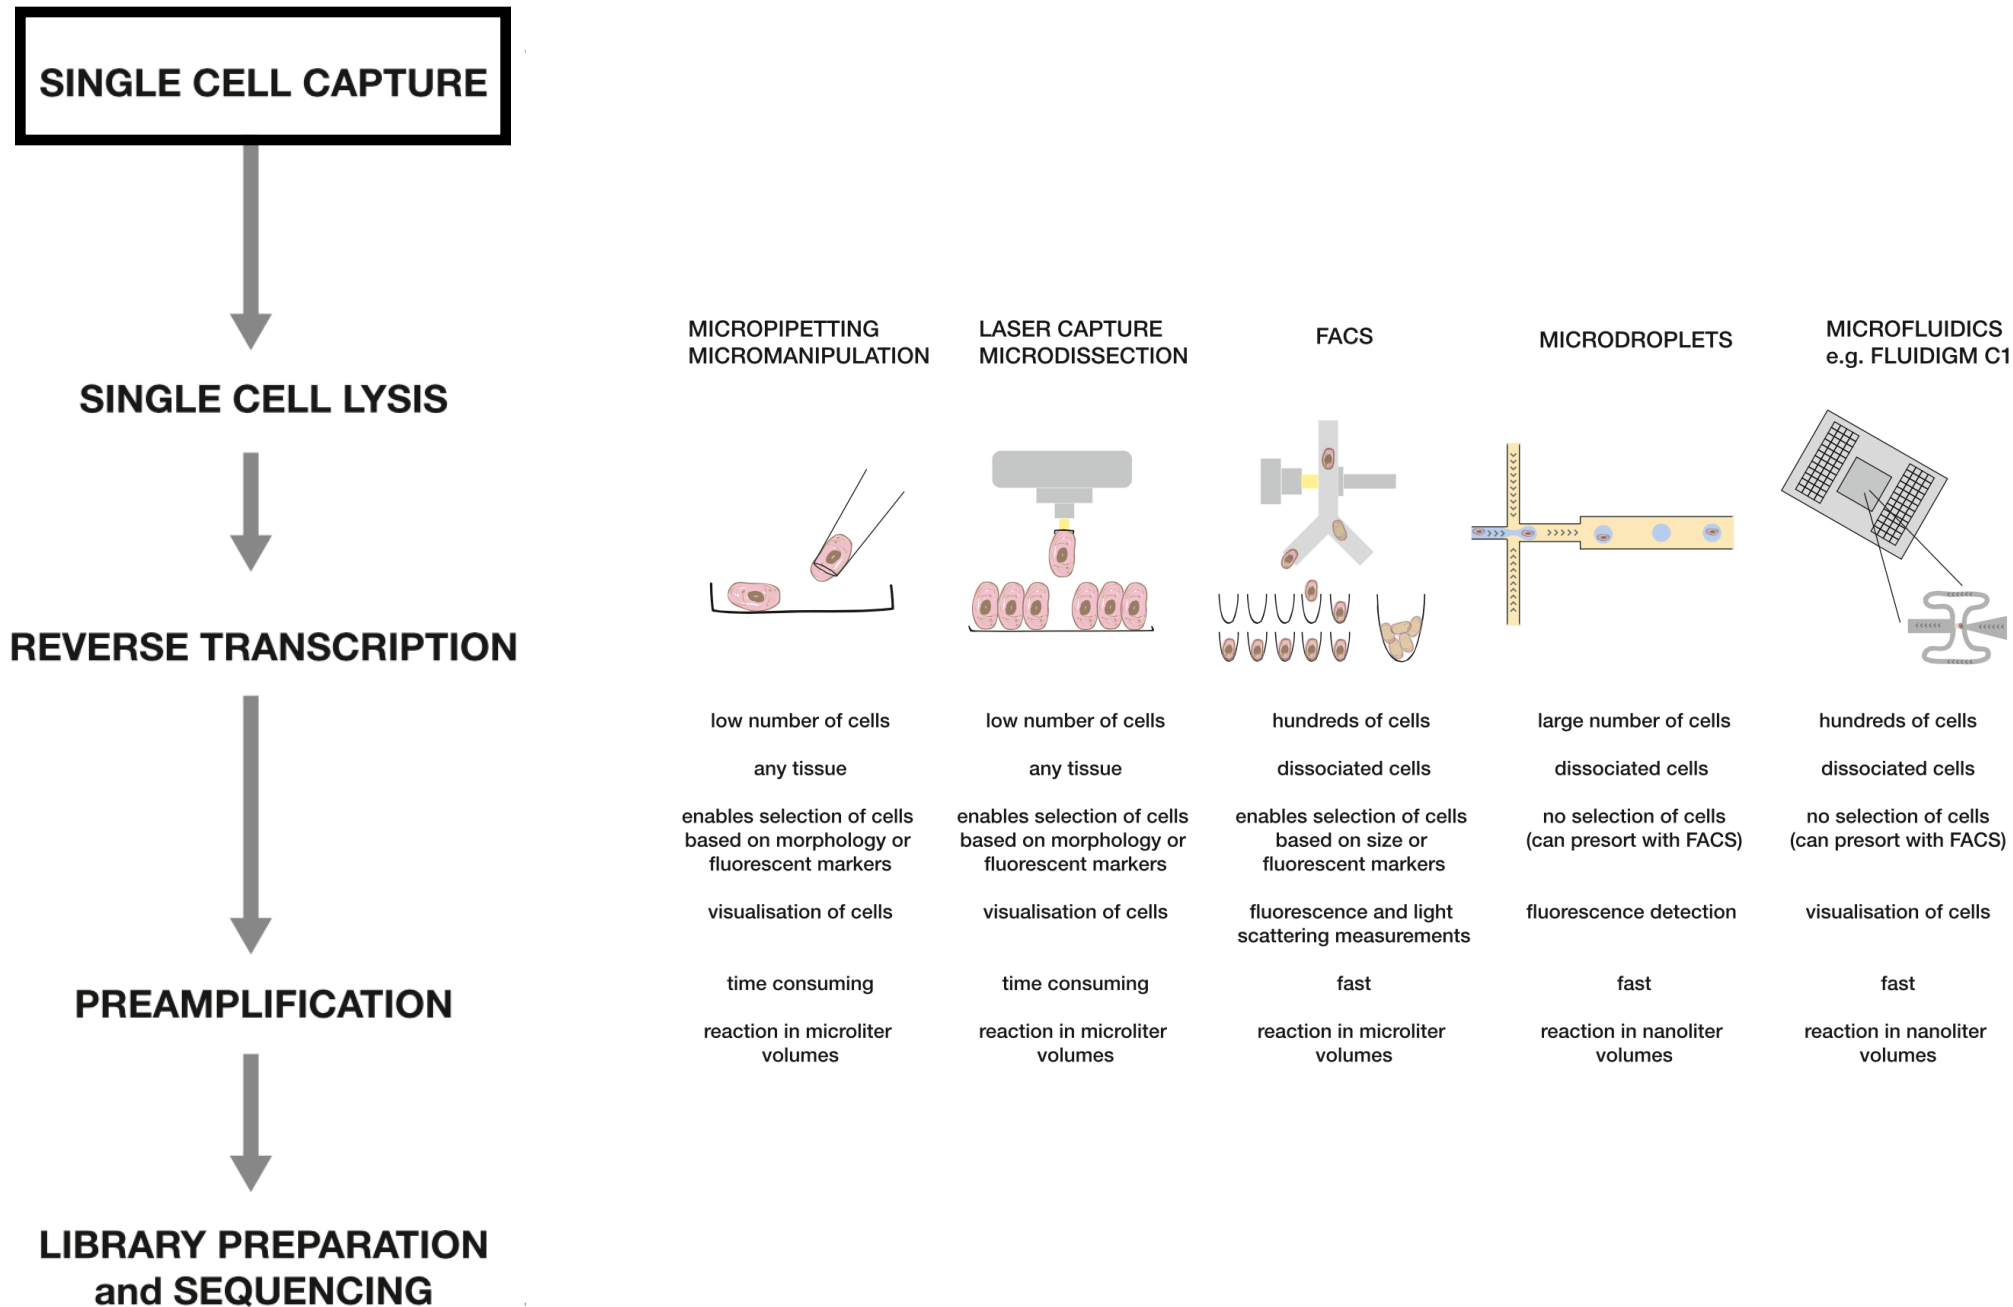 SINGLE CELL CAPTURE
SINGLE CELL LYSIS
REVERSE TRANSCRIPTION
PREAMPLIFICATION
LIBRARY PREPARATION
and SEQUENCING
MICROPIPETTING
MICROMANIPULATION
low number of cells
any tissue
enables selection of cells
based on morphology or
fluorescent markers
visualisation of cells
time consuming
reaction in microliter
volumes
LASER CAPTURE
MICRODISSECTION
low number of cells
any tissue
enables selection of cells
based on morphology or
fluorescent markers
visualisation of cells
time consuming
reaction in microliter
volumes
FACS
hundreds of cells
dissociated cells
enables selection of cells
based on size or
fluorescent markers
fluorescence and light
scattering measurements
fast
reaction in microliter
volumes
MICRODROPLETS
large number of cells
dissociated cells
no selection of cells
(can presort with FACS)
fluorescence detection
fast
reaction in nanoliter
volumes
MICROFLUIDICS
e.g. FLUIDIGM C1
hundreds of cells
dissociated cells
no selection of cells
(can presort with FACS)
visualisation of cells
fast
reaction in nanoliter
volumes